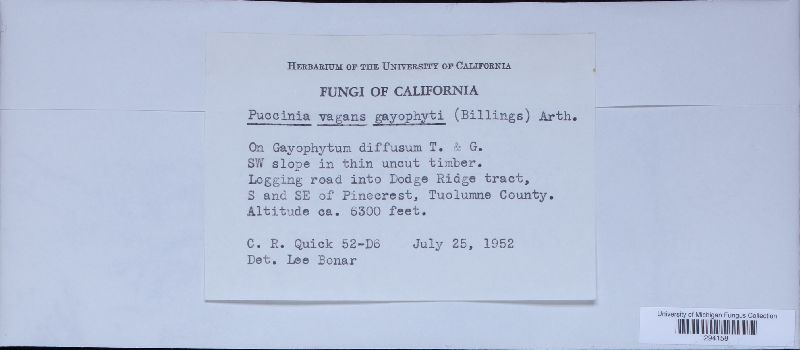 HERBARIUM OF THE UNIVERSITY OF CALIFORNIA
FUNGI OF CALIFORNIA
Puccinia vagans gayophyti (Billings) Arth.
On Gayophytum diffusum T. & G.
SW slope in thin uncut timber.
Logging road into Dodge Ridge tract,
S and SE of Pinecrest, Tuolumne County.
Altitude ca. 6300 feet.
C. R. Quick 52-D6 July 25, 1952
Det. Lee Bonar
University of Michigan Fungus Collection
294158